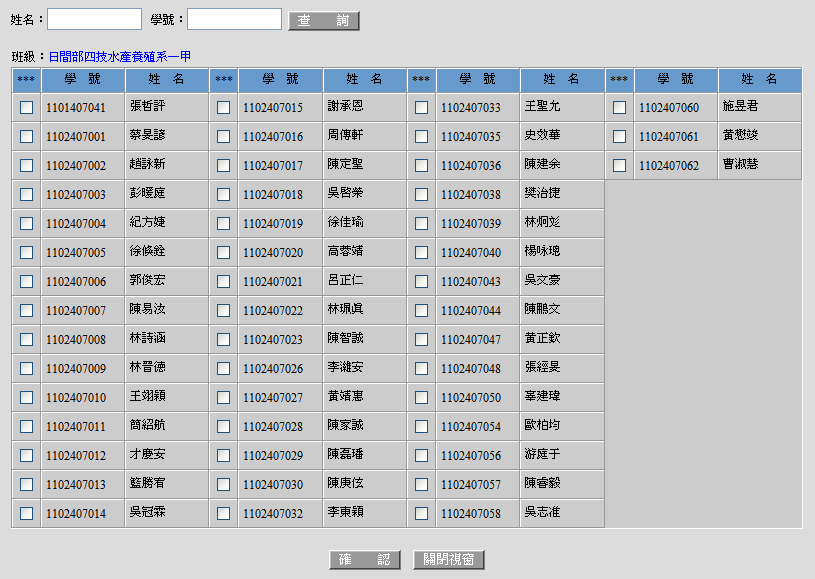 姓名： 學號： 查 詢
班級：日間部四技水產養殖系一甲
*** 學 號 姓 名 *** 學 號 姓 名 *** 學 號 姓 名 *** 學 號 姓 名
1101407041 張哲評 1102407015 謝承恩 1102407033 王聖允 1102407060 施昱君
1102407001 蔡昊諺 1102407016 周傳軒 1102407035 史效華 1102407061 黃懋竣
1102407002 趙詠新 1102407017 陳定聖 1102407036 陳建余 1102407062 曹淑慧
1102407003 彭暖庭 1102407018 吳啓榮 1102407038 樊治捷
1102407004 紀方婕 1102407019 徐佳瑜 1102407039 林炯彣
1102407005 徐倏銓 1102407020 高蓉婧 1102407040 楊咏璁
1102407006 郭俊宏 1102407021 呂正仁 1102407043 吳文豪
1102407007 陳易汝 1102407022 林珮真 1102407044 陳鵬文
1102407008 林詩涵 1102407023 陳智誠 1102407047 黃正欽
1102407009 林晋德 1102407026 李濰安 1102407048 張經昊
1102407010 王翊穎 1102407027 黃靖惠 1102407050 辜建瑋
1102407011 簡紹航 1102407028 陳家誠 1102407054 歐柏均
1102407012 才慶安 1102407029 陳磊璠 1102407056 游庭于
1102407013 籃勝宥 1102407030 陳庚伭 1102407057 陳睿毅
1102407014 吳冠霖 1102407032 李東穎 1102407058 吳志准
確 認 關閉視窗